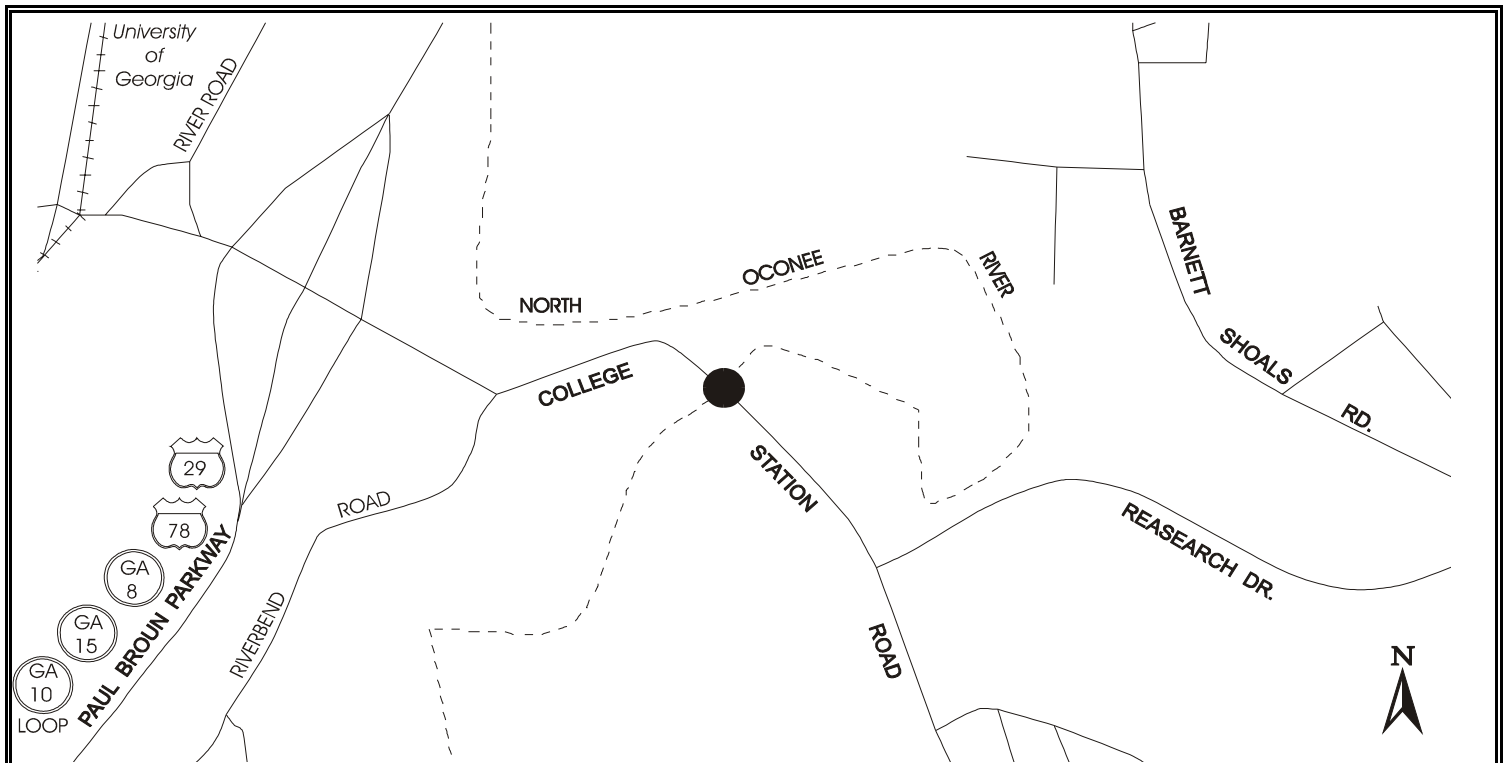 University
of
Georgia
RIVER ROAD
NORTH OCONEE RIVER
BARNETT SHOALS RD.
COLLEGE STATION ROAD
REASEARCH DR.
29
78
GA
8
GA
15
GA
10
LOOP
PAUL BROUN PARKWAY
RIVERBEND ROAD
N